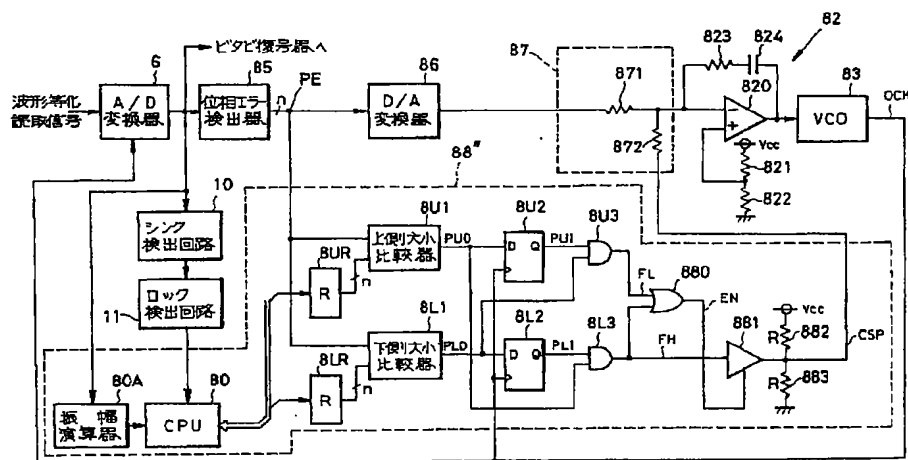 ビタビ復号器へ
823
824
82
6
85
PE
86
87
871
820
83
OCK
波形等化
読取信号
A/D
変換器
位相エラー
検出器
n
D/A
変換器
872
-
+
VCO
Vcc
821
822
88"
10
シンク
検出回路
8UR
R
n
8U1
上側大小
比較器
PU0
8U2
D
Q
PU1
8U3
FL
880
EN
11
ロック
検出回路
8L1
下側大小
比較器
PL0
8L2
D
Q
PL1
8L3
FH
881
Vcc
R
882
CSP
R
883
80A
振幅
演算器
80
CPU
8LR
R
n